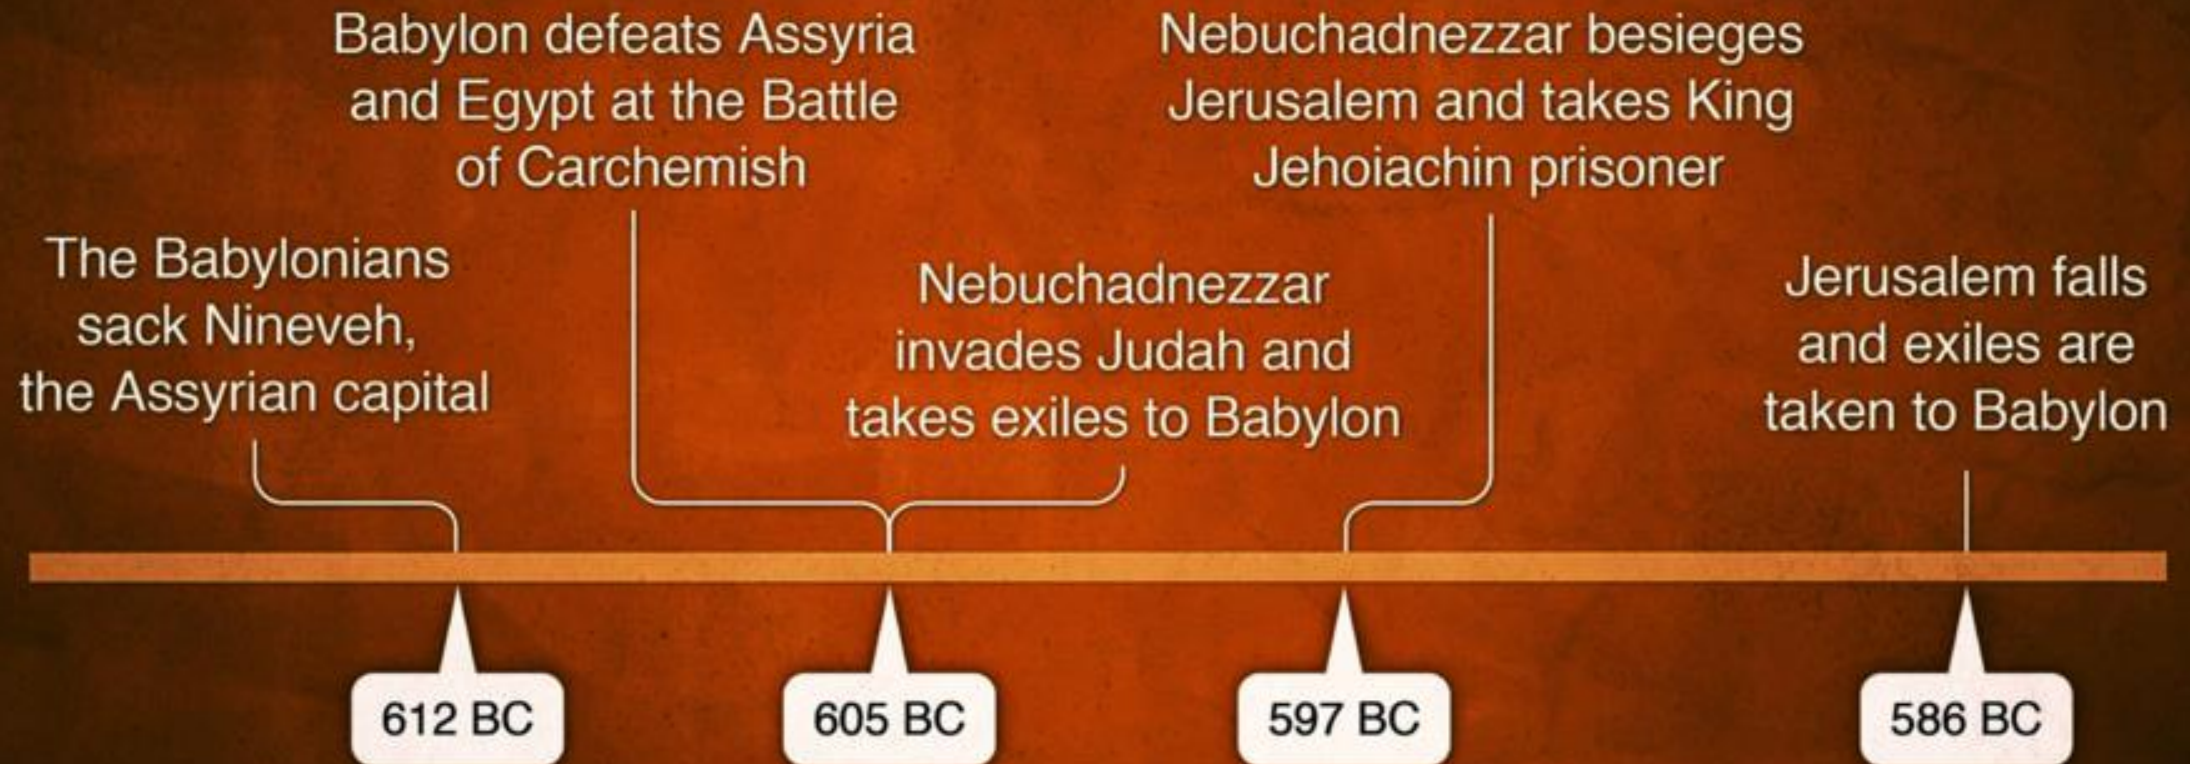 The Babylonians
sack Nineveh,
the Assyrian capital
Babylon defeats Assyria
and Egypt at the Battle
of Carchemish
Nebuchadnezzar
invades Judah and
takes exiles to Babylon
Nebuchadnezzar besieges
Jerusalem and takes King
Jehoiachin prisoner
Jerusalem falls
and exiles are
taken to Babylon
612 BC
605 BC
597 BC
586 BC